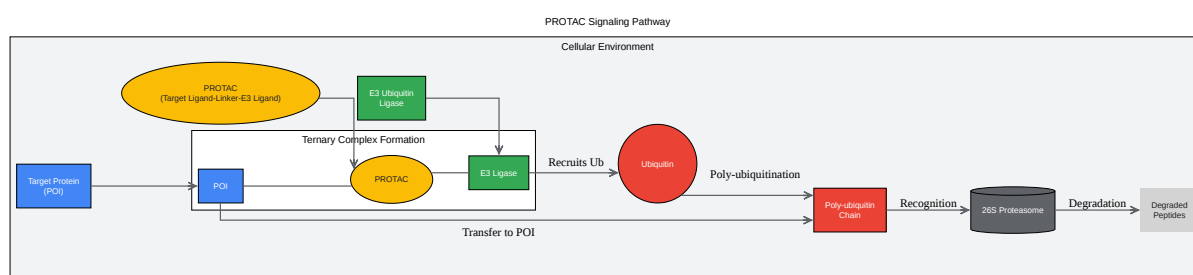 PROTAC Signaling Pathway
Cellular Environment
PROTAC
(Target Ligand-Linker-E3 Ligand)
E3 Ubiquitin
Ligase
Ternary Complex Formation
Target Protein
(POI)
POI
PROTAC
E3 Ligase
Recruits Ub
Ubiquitin
Poly-ubiquitination
Poly-ubiquitin
Chain
Recognition
26S Proteasome
Degradation
Degraded
Peptides
Transfer to POI